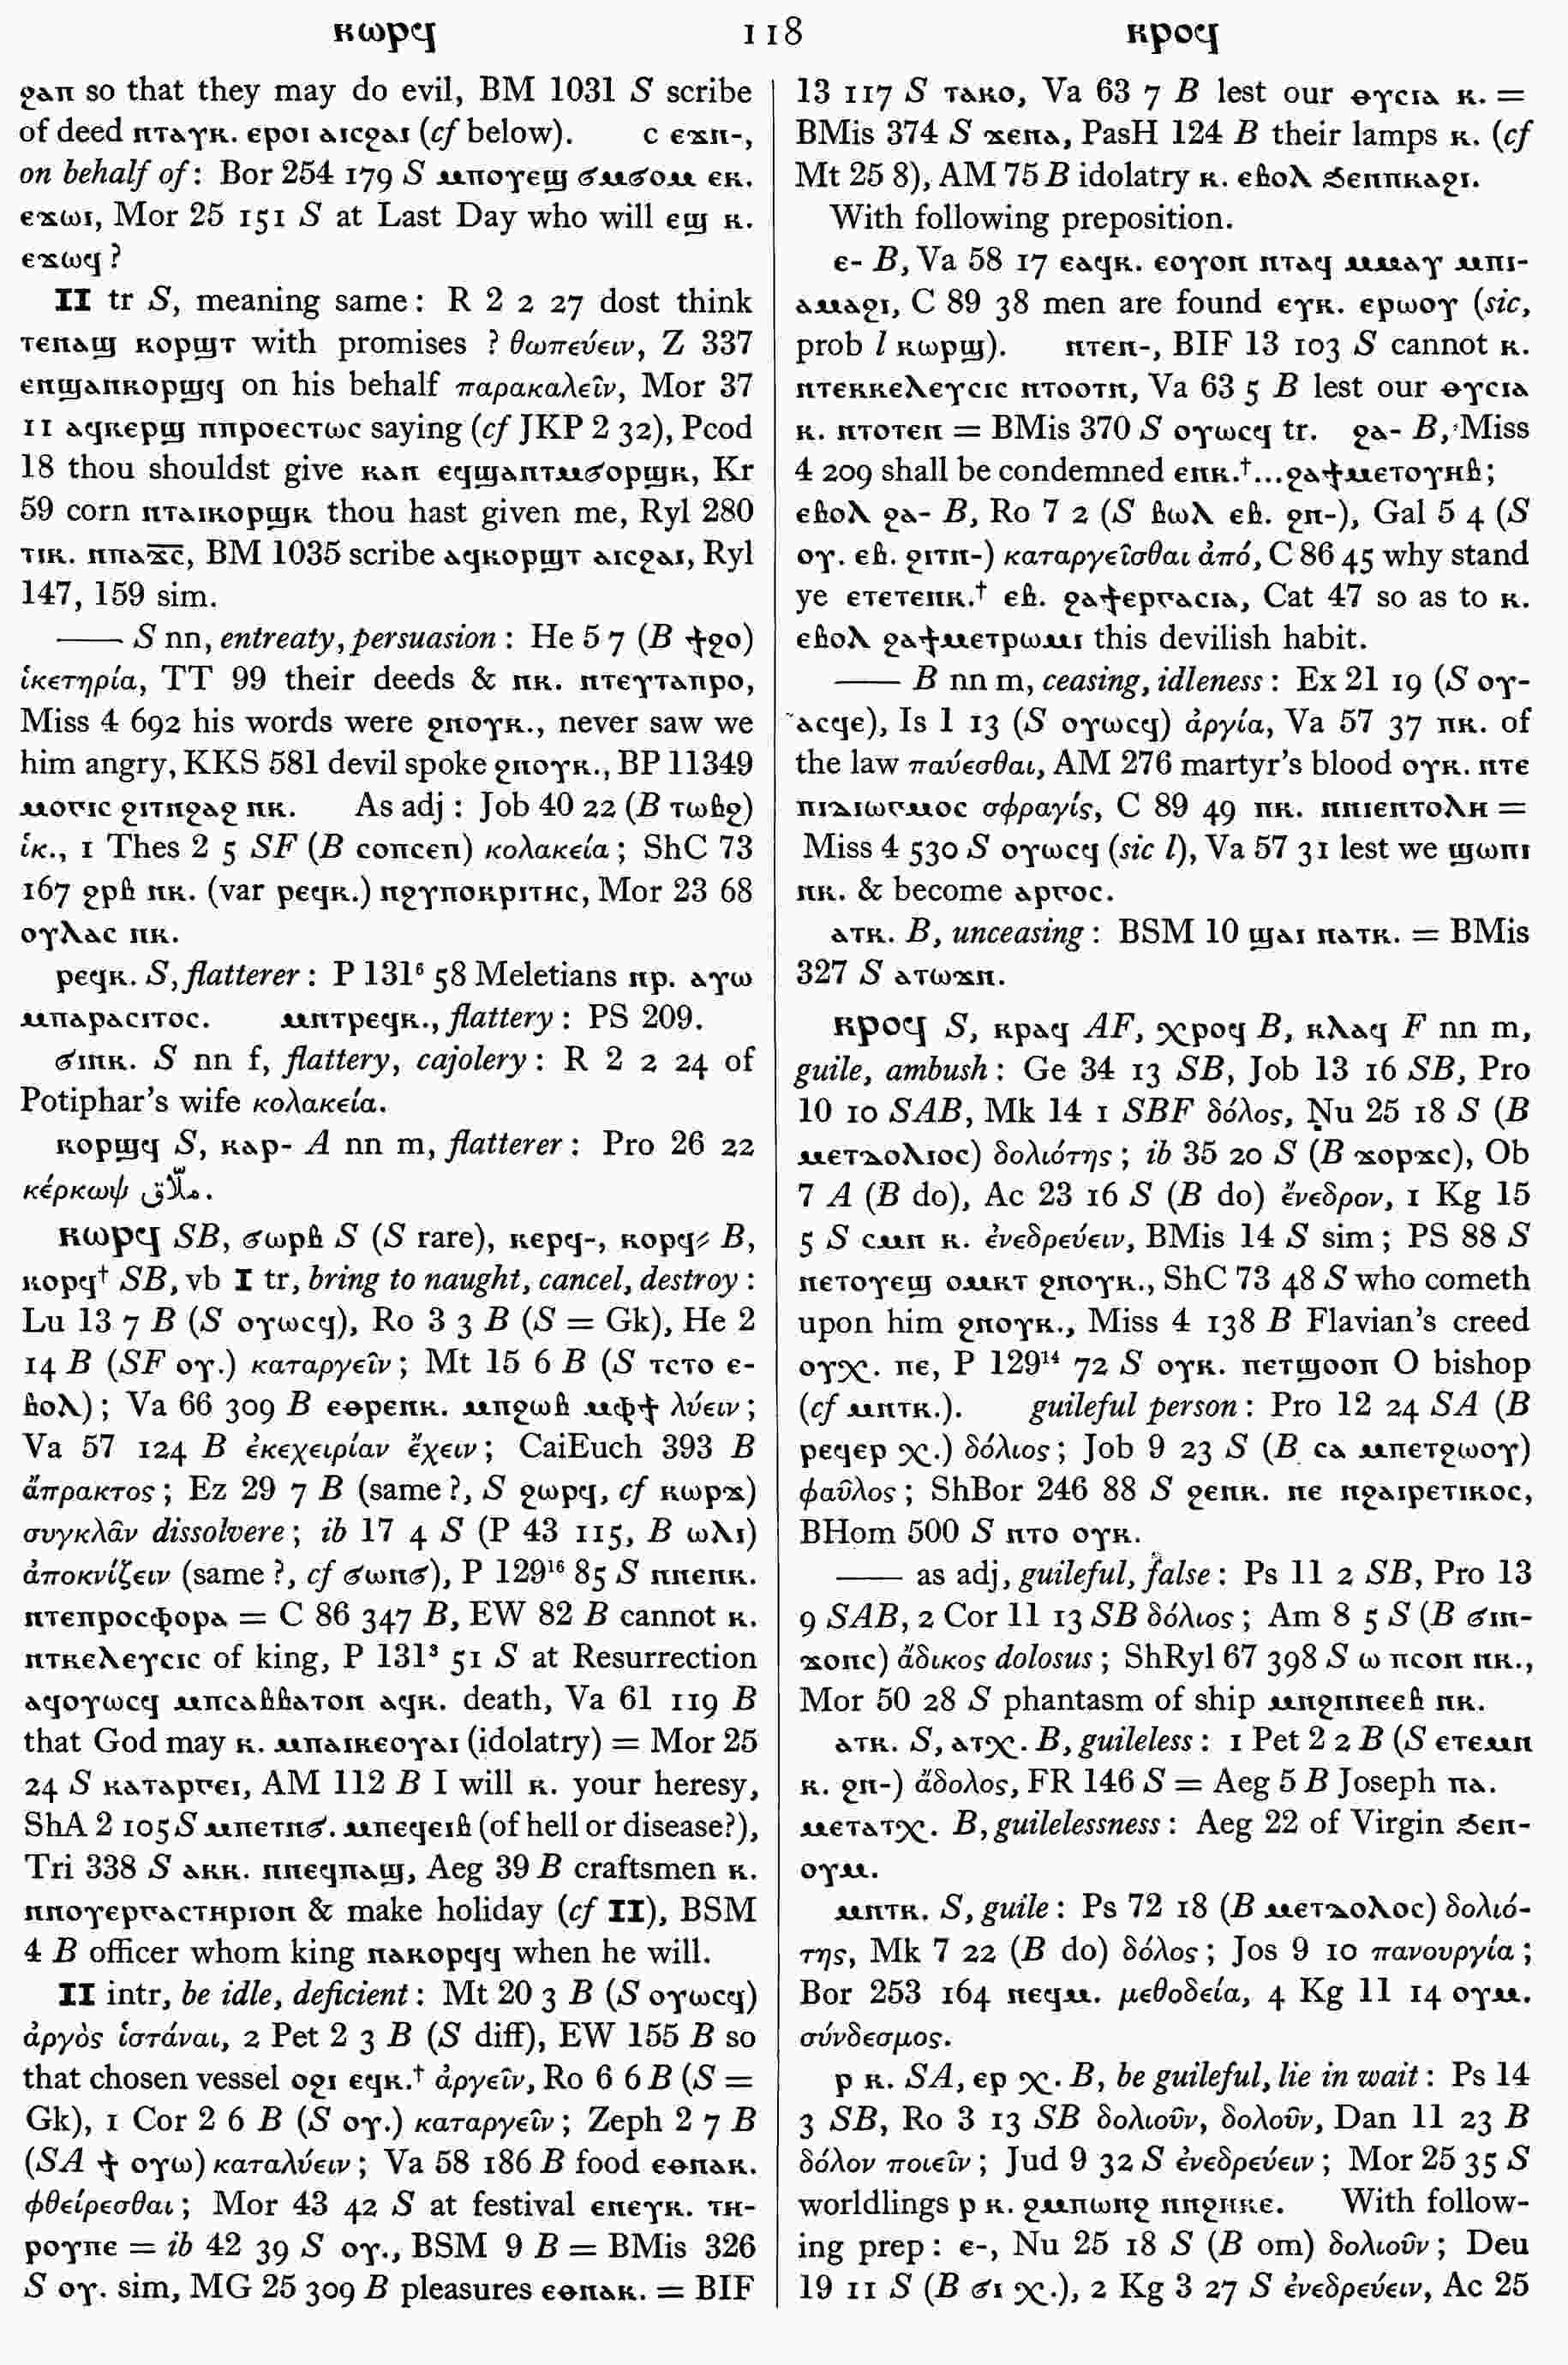 ⲕⲱⲣϥ 118 ⲕⲣⲟϥ
ϩⲁⲡ so that they may do evil, BM 1031 S scribe
of deed ⲛⲧⲁⲩⲕ. ⲉⲣⲟⲓ ⲁⲓⲥϩⲁⲓ (cf below). c ⲉϫⲛ-,
on behalf of: Bor 254 179 S ⲙⲡⲟⲩⲉϣ ϭⲙϭⲟⲙ ⲉⲕ.
ⲉϫⲱⲓ, Mor 25 151 S at Last Day who will ⲉϣ ⲕ.
ⲉϫⲱϥ?
II tr S, meaning same: R 2 2 27 dost think
ⲧⲉⲛⲁϣ ⲕⲟⲣϣⲧ with promises? θωπεύειν, Z 337
ⲉⲛϣⲁⲛⲕⲟⲣϣϥ on his behalf παρακαλεῖν, Mor 37
11 ⲁϥⲕⲉⲣϣ ⲡⲡⲣⲟⲉⲥⲧⲱⲥ saying (cf JKP 2 32), Pcod
18 thou shouldst give ⲕⲁⲛ ⲉϥϣⲁⲛⲧⲙϭⲟⲣϣⲕ, Kr
59 corn ⲛⲧⲁⲓⲕⲟⲣϣⲕ thou hast given me, Ryl 280
ⲧⲓⲕ. ⲡⲡⲁϫ̅ⲥ̅, BM 1035 scribe ⲁϥⲕⲟⲣϣⲧ ⲁⲓⲥϩⲁⲓ, Ryl
147, 159 sim.
—— S nn, entreaty, persuasion: He 5 7 (B ϯϩⲟ)
ἱκετηρία, TT 99 their deeds & ⲡⲕ. ⲛⲧⲉⲩⲧⲁⲡⲣⲟ,
Miss 4 692 his words were ϩⲛⲟⲩⲕ., never saw we
him angry, KKS 581 devil spoke ϩⲛⲟⲩⲕ., BP 11349
ⲙⲟⲅⲓⲥ ϩⲓⲧⲛϩⲁϩ ⲛⲕ. As adj: Job 40 22 (B ⲧⲱⲃϩ)
ἱκ., 1 Thes 2 5 SF (B ⲥⲟⲡⲥⲉⲡ) κολακεία; ShC 73
167 ϩⲣⲃ ⲛⲕ. (var ⲣⲉϥⲕ.) ⲛϩⲩⲡⲟⲕⲣⲓⲧⲏⲥ, Mor 23 68
ⲟⲩⲗⲁⲥ ⲛⲕ.
ⲣⲉϥⲕ. S, flatterer: P 131⁶ 58 Meletians ⲛⲣ. ⲁⲩⲱ
ⲙⲡⲁⲣⲁⲥⲓⲧⲟⲥ. ⲙⲛⲧⲣⲉϥⲕ., flattery: PS 209.
ϭⲓⲛⲕ. S nn f, flattery, cajolery: R 2 2 24 of
Potiphar's wife κολακεία.
ⲕⲟⲣϣϥ S, ⲕⲁⲣ- A nn m, flatterer: Pro 26 22
κέρκωψ ملاّق.
ⲕⲱⲣϥ SB, ϭⲱⲣⲃ S (S rare), ⲕⲉⲣϥ-, ⲕⲟⲣϥ⸗ B,
ⲕⲟⲣϥ† SB, vb I tr, bring to naught, cancel, destroy:
Lu 13 7 B (S ⲟⲩⲱⲥϥ), Ro 3 3 B (S = Gk), He 2
14 B (SF ⲟⲩ.) καταργεῖν; Mt 15 6 B (S ⲧⲥⲧⲟ ⲉ-
ⲃⲟⲗ); Va 66 309 B ⲉⲑⲣⲉⲛⲕ. ⲙⲡϩⲱⲃ ⲙⲫϯ λύειν;
Va 57 124 B ἐκεχειρίαν ἔχειν; CaiEuch 393 B
ἄπρακτος; Ez 29 7 B (same?, S ϩⲱⲣϥ, cf ⲕⲱⲣϫ)
συγκλᾶν dissolvere; ib 17 4 S (P 43 115, B ⲱⲗⲓ)
ἀποκνίζειν (same?, cf ϭⲱⲛϭ), P 129¹⁶ 85 S ⲛⲛⲉⲛⲕ.
ⲛⲧⲉⲡⲣⲟⲥⲫⲟⲣⲁ = C 86 347 B, EW 82 B cannot ⲕ.
ⲛⲧⲕⲉⲗⲉⲩⲥⲓⲥ of king, P 131³ 51 S at Resurrection
ⲁϥⲟⲩⲱⲥϥ ⲙⲡⲥⲁⲃⲃⲁⲧⲟⲛ ⲁϥⲕ. death, Va 61 119 B
that God may ⲕ. ⲙⲡⲁⲓⲕⲉⲟⲩⲁⲓ (idolatry) = Mor 25
24 S ⲕⲁⲧⲁⲣⲅⲉⲓ, AM 112 B I will ⲕ. your heresy,
ShA 2 105 S ⲙⲡⲉⲧⲛϭ. ⲙⲡⲉϥⲉⲓⲃ (of hell or disease?),
Tri 338 S ⲁⲕⲕ. ⲛⲛⲉϥⲛⲁϣ, Aeg 39 B craftsmen ⲕ.
ⲛⲛⲟⲩⲉⲣⲅⲁⲥⲧⲏⲣⲓⲟⲛ & make holiday (cf II), BSM
4 B officer whom king ⲛⲁⲕⲟⲣϥϥ when he will.
II intr, be idle, deficient: Mt 20 3 B (S ⲟⲩⲱⲥϥ)
ἀργὸς ἱστάναι, 2 Pet 2 3 B (S diff), EW 155 B so
that chosen vessel ⲟϩⲓ ⲉϥⲕ.† ἀργεῖν, Ro 6 6 B (S =
Gk), 1 Cor 2 6 B (S ⲟⲩ.) καταργεῖν; Zeph 2 7 B
(SA ϯ ⲟⲩⲱ) καταλύειν; Va 58 186 B food ⲉⲑⲛⲁⲕ.
φθείρεσθαι; Mor 43 42 S at festival ⲉⲛⲉⲩⲕ. ⲧⲏ-
ⲣⲟⲩⲡⲉ = ib 42 39 S ⲟⲩ., BSM 9 B = BMis 326
S ⲟⲩ. sim, MG 25 309 B pleasures ⲉⲑⲛⲁⲕ. = BIF
13 117 S ⲧⲁⲕⲟ, Va 63 7 B lest our ⲑⲩⲥⲓⲁ ⲕ. =
BMis 374 S ϫⲉⲛⲁ, PasH 124 B their lamps ⲕ. (cf
Mt 25 8), AM 75 B idolatry ⲕ. ⲉⲃⲟⲗ ϧⲉⲛⲡⲕⲁϩⲓ.
With following preposition.
ⲉ- B, Va 58 17 ⲉⲁϥⲕ. ⲉⲟⲩⲟⲛ ⲛⲧⲁϥ ⲙⲙⲁⲩ ⲙⲡⲓ-
ⲁⲙⲁϩⲓ, C 89 38 men are found ⲉⲩⲕ. ⲉⲣⲱⲟⲩ (sic,
prob l ⲕⲱⲣϣ). ⲛⲧⲉⲛ-, BIF 13 103 S cannot ⲕ.
ⲛⲧⲉⲕⲕⲉⲗⲉⲩⲥⲓⲥ ⲛⲧⲟⲟⲧⲛ, Va 63 5 B lest our ⲑⲩⲥⲓⲁ
ⲕ. ⲛⲧⲟⲧⲉⲛ = BMis 370 S ⲟⲩⲱⲥϥ tr. ϩⲁ- B, Miss
4 209 shall be condemned ⲉⲛⲕ.†...ϩⲁϯⲙⲉⲧⲟⲩⲏⲃ;
ⲉⲃⲟⲗ ϩⲁ- B, Ro 7 2 (S ⲃⲱⲗ ⲉⲃ. ϩⲛ-), Gal 5 4 (S
ⲟⲩ. ⲉⲃ. ϩⲓⲧⲛ-) καταργεῖσθαι ἀπό, C 86 45 why stand
ye ⲉⲧⲉⲧⲉⲛⲕ.† ⲉⲃ. ϩⲁϯⲉⲣⲅⲁⲥⲓⲁ, Cat 47 so as to ⲕ.
ⲉⲃⲟⲗ ϩⲁϯⲙⲉⲧⲣⲱⲙⲓ this devilish habit.
—— B nn m, ceasing, idleness: Ex 21 19 (S ⲟⲩ-
ⲁⲥϥⲉ), Is 1 13 (S ⲟⲩⲱⲥϥ) ἀργία, Va 57 37 ⲡⲕ. of
the law παύεσθαι, AM 276 martyr's blood ⲟⲩⲕ. ⲛⲧⲉ
ⲡⲓⲇⲓⲱⲅⲙⲟⲥ σφραγίς, C 89 49 ⲡⲕ. ⲛⲛⲓⲉⲛⲧⲟⲗⲏ =
Miss 4 530 S ⲟⲩⲱⲥϥ (sic l), Va 57 31 lest we ϣⲱⲡⲓ
ⲛⲕ. & become ⲁⲣⲅⲟⲥ.
ⲁⲧⲕ. B, unceasing: BSM 10 ϣⲁⲓ ⲛⲁⲧⲕ. = BMis
327 S ⲁⲧⲱϫⲛ.
ⲕⲣⲟϥ S, ⲕⲣⲁϥ AF, ⲭⲣⲟϥ B, ⲕⲗⲁϥ F nn m,
guile, ambush: Ge 34 13 SB, Job 13 16 SB, Pro
10 10 SAB, Mk 14 1 SBF δόλος, Nu 25 18 S (B
ⲙⲉⲧⲇⲟⲗⲓⲟⲥ) δολιότης; ib 35 20 S (B ϫⲟⲣϫⲥ), Ob
7 A (B do), Ac 23 16 S (B do) ἔνεδρον, 1 Kg 15
5 S ⲥⲙⲛ ⲕ. ἐνεδρεύειν, BMis 14 S sim; PS 88 S
ⲡⲉⲧⲟⲩⲉϣ ⲟⲙⲕⲧ ϩⲛⲟⲩⲕ., ShC 73 48 S who cometh
upon him ϩⲛⲟⲩⲕ., Miss 4 138 B Flavian's creed
ⲟⲩⲭ. ⲡⲉ, P 129¹⁴ 72 S ⲟⲩⲕ. ⲡⲉⲧϣⲟⲟⲡ O bishop
(cf ⲙⲛⲧⲕ.). guileful person: Pro 12 24 SA (B
ⲣⲉϥⲉⲣ ⲭ.) δόλιος; Job 9 23 S (B ⲥⲁ ⲙⲡⲉⲧϩⲱⲟⲩ)
φαῦλος; ShBor 246 88 S ϩⲉⲛⲕ. ⲛⲉ ⲛϩⲁⲓⲣⲉⲧⲓⲕⲟⲥ,
BHom 500 S ⲛⲧⲟ ⲟⲩⲕ.
—— as adj, guileful, false: Ps 11 2 SB, Pro 13
9 SAB, 2 Cor 11 13 SB δόλιος; Am 8 5 S (B ϭⲓⲛ-
ϫⲟⲛⲥ) ἄδικος dolosus; ShRyl 67 398 S ⲱ ⲡⲥⲟⲛ ⲛⲕ.,
Mor 50 28 S phantasm of ship ⲙⲛϩⲛⲛⲉⲉⲃ ⲛⲕ.
ⲁⲧⲕ. S, ⲁⲧⲭ. B, guileless: 1 Pet 2 2 B (S ⲉⲧⲉⲙⲛ
ⲕ. ϩⲛ-) ἄδολος, FR 146 S = Aeg 5 B Joseph ⲡⲁ.
ⲙⲉⲧⲁⲧⲭ. B, guilelessness: Aeg 22 of Virgin ϧⲉⲛ-
ⲟⲩⲙ.
ⲙⲛⲧⲕ. S, guile: Ps 72 18 (B ⲙⲉⲧⲇⲟⲗⲟⲥ) δολιό-
της, Mk 7 22 (B do) δόλος; Jos 9 10 πανουργία;
Bor 253 164 ⲛⲉϥⲙ. μεθοδεία, 4 Kg 11 14 ⲟⲩⲙ.
σύνδεσμος.
ⲣ ⲕ. SA, ⲉⲣ ⲭ. B, be guileful, lie in wait: Ps 14
3 SB, Ro 3 13 SB δολιοῦν, δολοῦν, Dan 11 23 B
δόλον ποιεῖν; Jud 9 32 S ἐνεδρεύειν; Mor 25 35 S
worldlings ⲣ ⲕ. ϩⲙⲡⲱⲛϩ ⲛⲛϩⲏⲕⲉ. With follow-
ing prep: ⲉ-, Nu 25 18 S (B om) δολιοῦν; Deu
19 11 S (B ϭⲓ ⲭ.), 2 Kg 3 27 S ἐνεδρεύειν, Ac 25